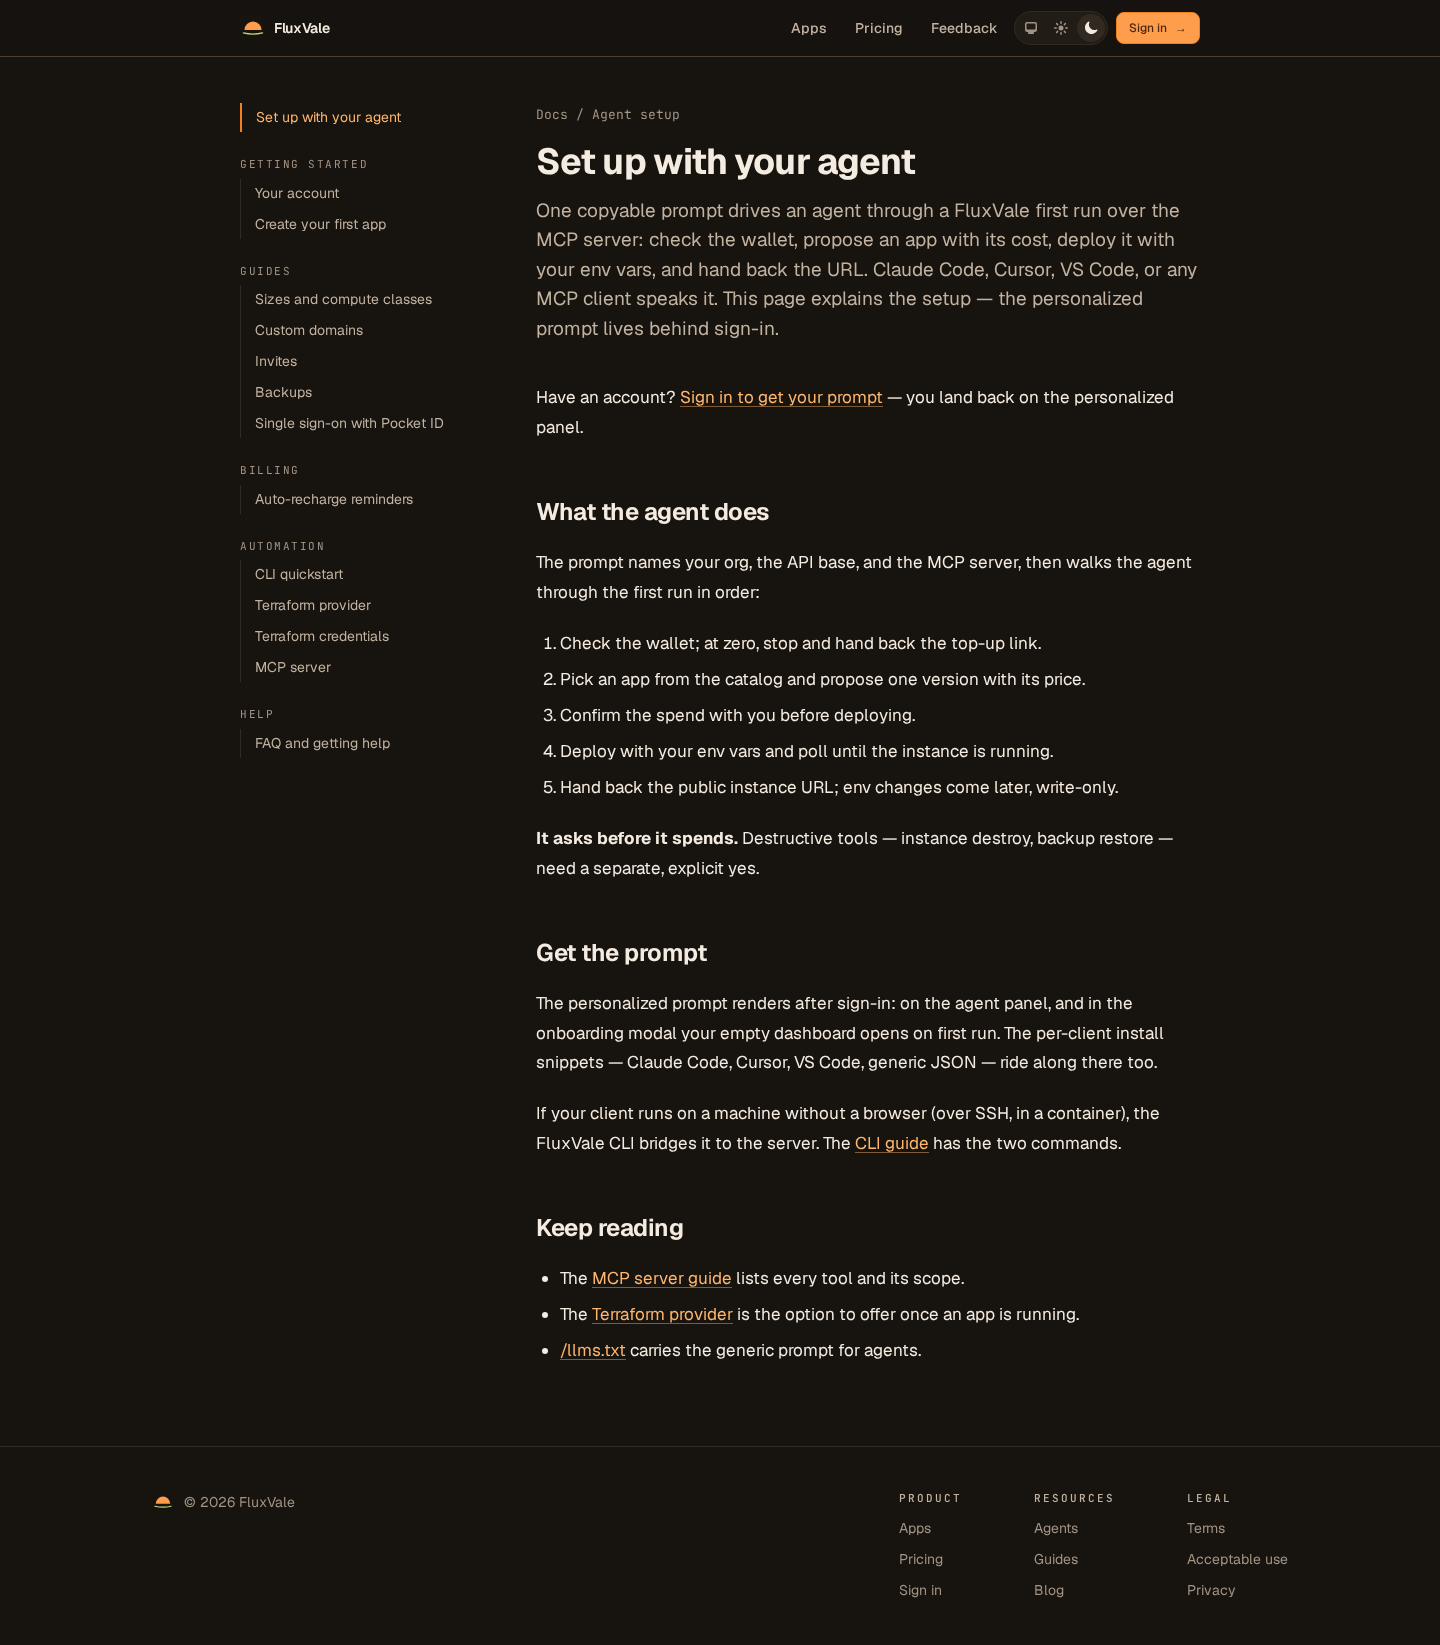 FluxVale
Apps
Pricing
Feedback
Sign in →
Set up with your agent
GETTING STARTED
Your account
Create your first app
GUIDES
Sizes and compute classes
Custom domains
Invites
Backups
Single sign-on with Pocket ID
BILLING
Auto-recharge reminders
AUTOMATION
CLI quickstart
Terraform provider
Terraform credentials
MCP server
HELP
FAQ and getting help
Docs / Agent setup
Set up with your agent
One copyable prompt drives an agent through a FluxVale first run over the
MCP server: check the wallet, propose an app with its cost, deploy it with
your env vars, and hand back the URL. Claude Code, Cursor, VS Code, or any
MCP client speaks it. This page explains the setup — the personalized
prompt lives behind sign-in.
Have an account? Sign in to get your prompt — you land back on the personalized
panel.
What the agent does
The prompt names your org, the API base, and the MCP server, then walks the agent
through the first run in order:
1. Check the wallet; at zero, stop and hand back the top-up link.
2. Pick an app from the catalog and propose one version with its price.
3. Confirm the spend with you before deploying.
4. Deploy with your env vars and poll until the instance is running.
5. Hand back the public instance URL; env changes come later, write-only.
It asks before it spends. Destructive tools — instance destroy, backup restore —
need a separate, explicit yes.
Get the prompt
The personalized prompt renders after sign-in: on the agent panel, and in the
onboarding modal your empty dashboard opens on first run. The per-client install
snippets — Claude Code, Cursor, VS Code, generic JSON — ride along there too.
If your client runs on a machine without a browser (over SSH, in a container), the
FluxVale CLI bridges it to the server. The CLI guide has the two commands.
Keep reading
• The MCP server guide lists every tool and its scope.
• The Terraform provider is the option to offer once an app is running.
• /llms.txt carries the generic prompt for agents.
© 2026 FluxVale
PRODUCT
Apps
Pricing
Sign in
RESOURCES
Agents
Guides
Blog
LEGAL
Terms
Acceptable use
Privacy